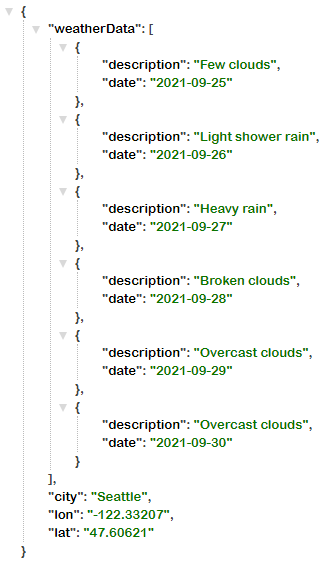 {
"weatherData": [
{
"description": "Few clouds",
"date": "2021-09-25"
},
{
"description": "Light shower rain",
"date": "2021-09-26"
},
{
"description": "Heavy rain",
"date": "2021-09-27"
},
{
"description": "Broken clouds",
"date": "2021-09-28"
},
{
"description": "Overcast clouds",
"date": "2021-09-29"
},
{
"description": "Overcast clouds",
"date": "2021-09-30"
}
],
"city": "Seattle",
"lon": "-122.33207",
"lat": "47.60621"
}